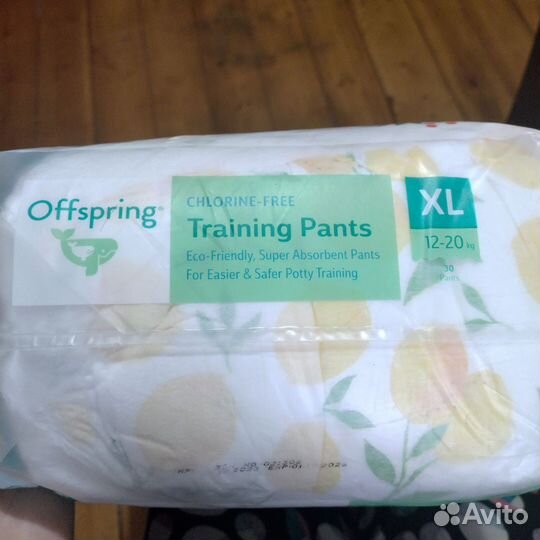 Offspring®
CHLORINE-FREE
Training Pants
Eco-Friendly, Super Absorbent Pants
For Easier & Safer Potty Training
XL
12-20 kg
30
Pants
Avito